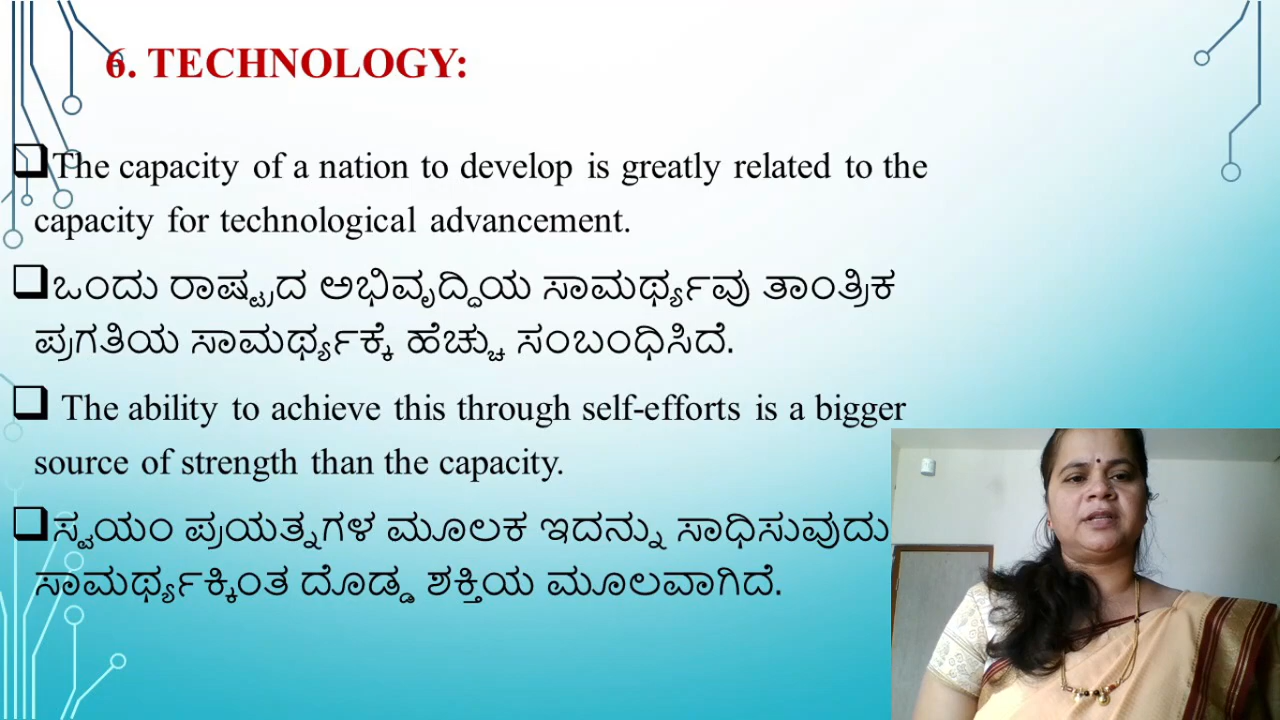 6. TECHNOLOGY:
❑The capacity of a nation to develop is greatly related to the
capacity for technological advancement.
❑ಒಂದು ರಾಷ್ಟ್ರದ ಅಭಿವೃದ್ಧಿಯ ಸಾಮರ್ಥ್ಯವು ತಾಂತ್ರಿಕ
ಪ್ರಗತಿಯ ಸಾಮರ್ಥ್ಯಕ್ಕೆ ಹೆಚ್ಚು ಸಂಬಂಧಿಸಿದೆ.
❑ The ability to achieve this through self-efforts is a bigger
source of strength than the capacity.
❑ಸ್ವಯಂ ಪ್ರಯತ್ನಗಳ ಮೂಲಕ ಇದನ್ನು ಸಾಧಿಸುವುದು
ಸಾಮರ್ಥ್ಯಕ್ಕಿಂತ ದೊಡ್ಡ ಶಕ್ತಿಯ ಮೂಲವಾಗಿದೆ.